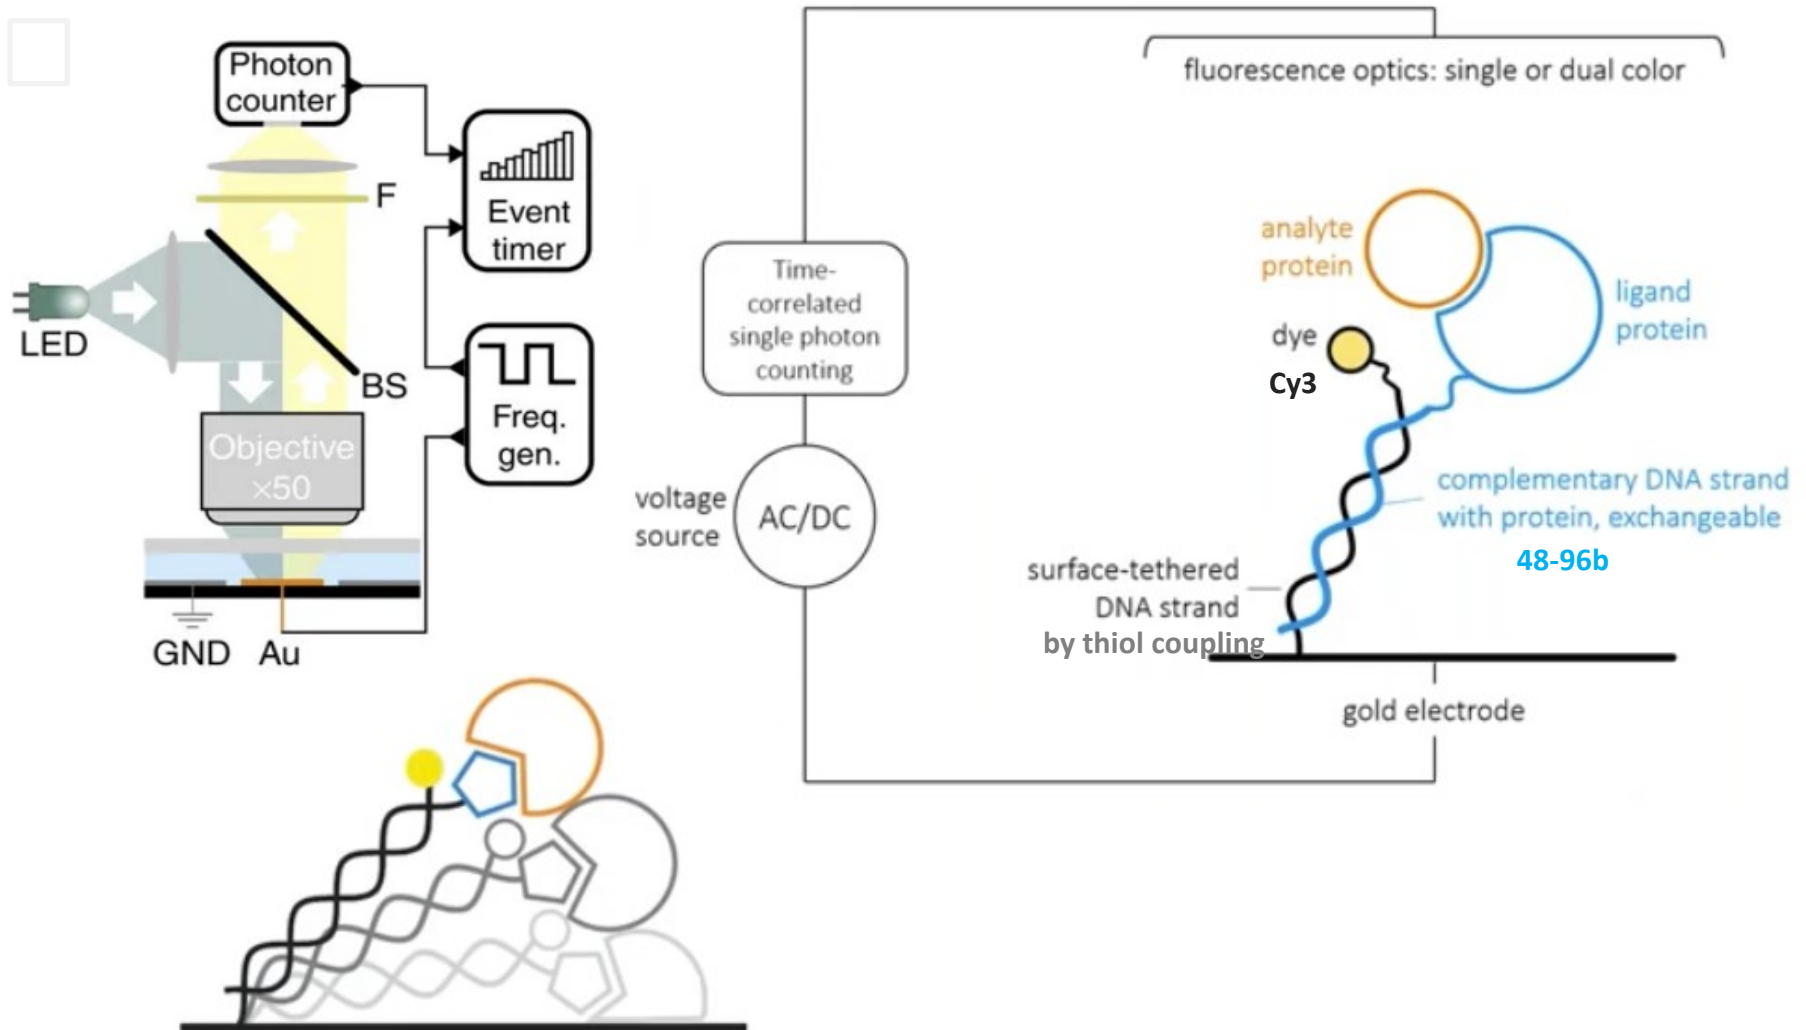 Photon
counter
F
Event
timer
LED
BS
Freq.
gen.
Objective
×50
GND
Au
fluorescence optics: single or dual color
Time-
correlated
single photon
counting
voltage
source
AC/DC
analyte
protein
ligand
protein
dye
Cy3
complementary DNA strand
with protein, exchangeable
48-96b
surface-tethered
DNA strand
by thiol coupling
gold electrode